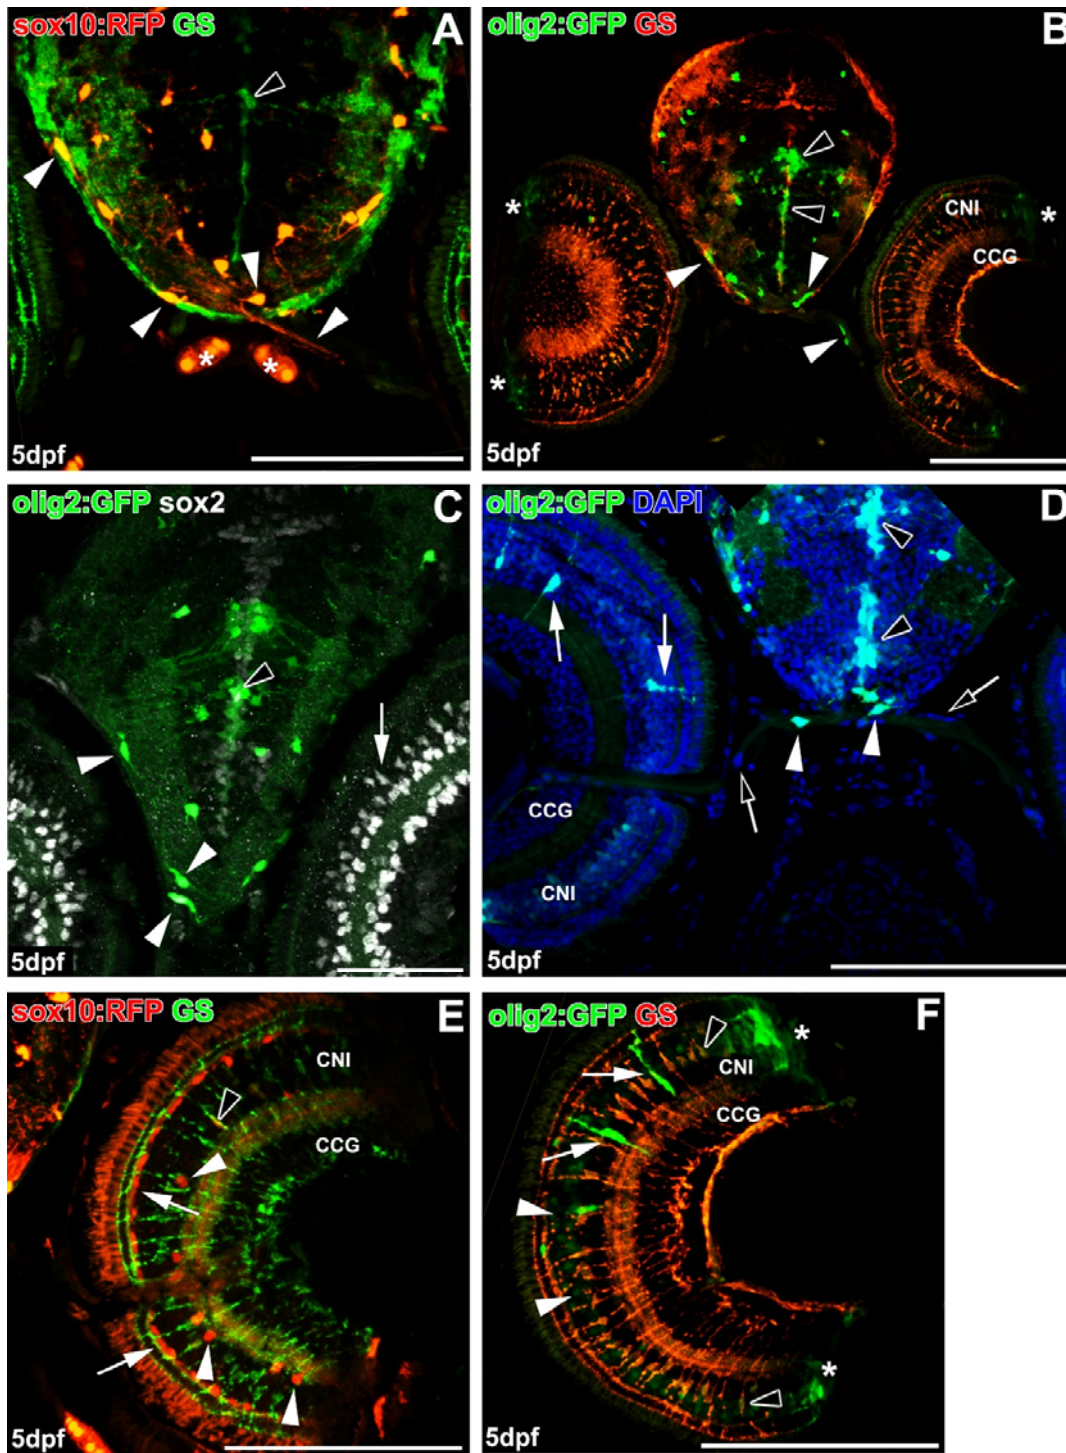 sox10:RFP GS A
5dpf
* *
olig2:GFP GS B
CNI
CCG
* * *
5dpf
olig2:GFP sox2 C
5dpf
olig2:GFP DAPI D
CCG
CNI
5dpf
sox10:RFP GS E
CNI
CCG
5dpf
olig2:GFP GS F
*
CNI
CCG
*
5dpf